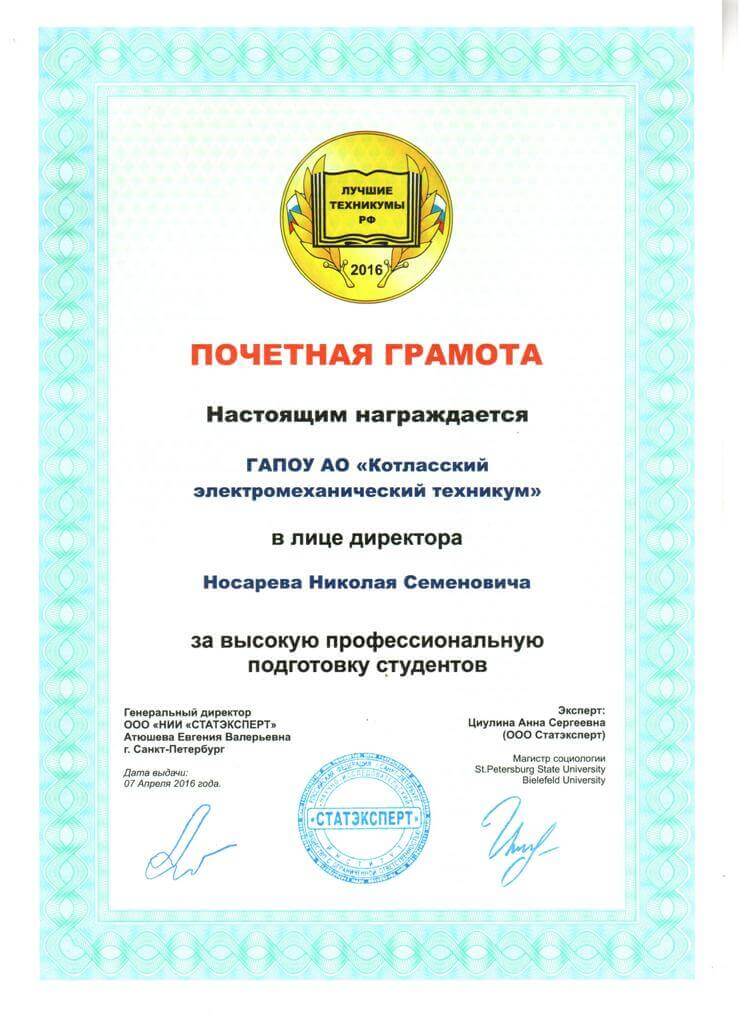 ЛУЧШИЕ
ТЕХНИКУМЫ
РФ
2016
ПОЧЕТНАЯ ГРАМОТА
Настоящим награждается
ГАПОУ АО «Котласский
электромеханический техникум»
в лице директора
Носарева Николая Семеновича
за высокую профессиональную
подготовку студентов
Генеральный директор
ООО «НИИ «СТАТЭКСПЕРТ»
Атюшева Евгения Валерьевна
г. Санкт-Петербург
Дата выдачи:
07 Апреля 2016 года.
Эксперт:
Циулина Анна Сергеевна
(ООО Статэксперт)
Магистр социологии
St.Petersburg State University
Bielefeld University
СТАТЭКСПЕРТ